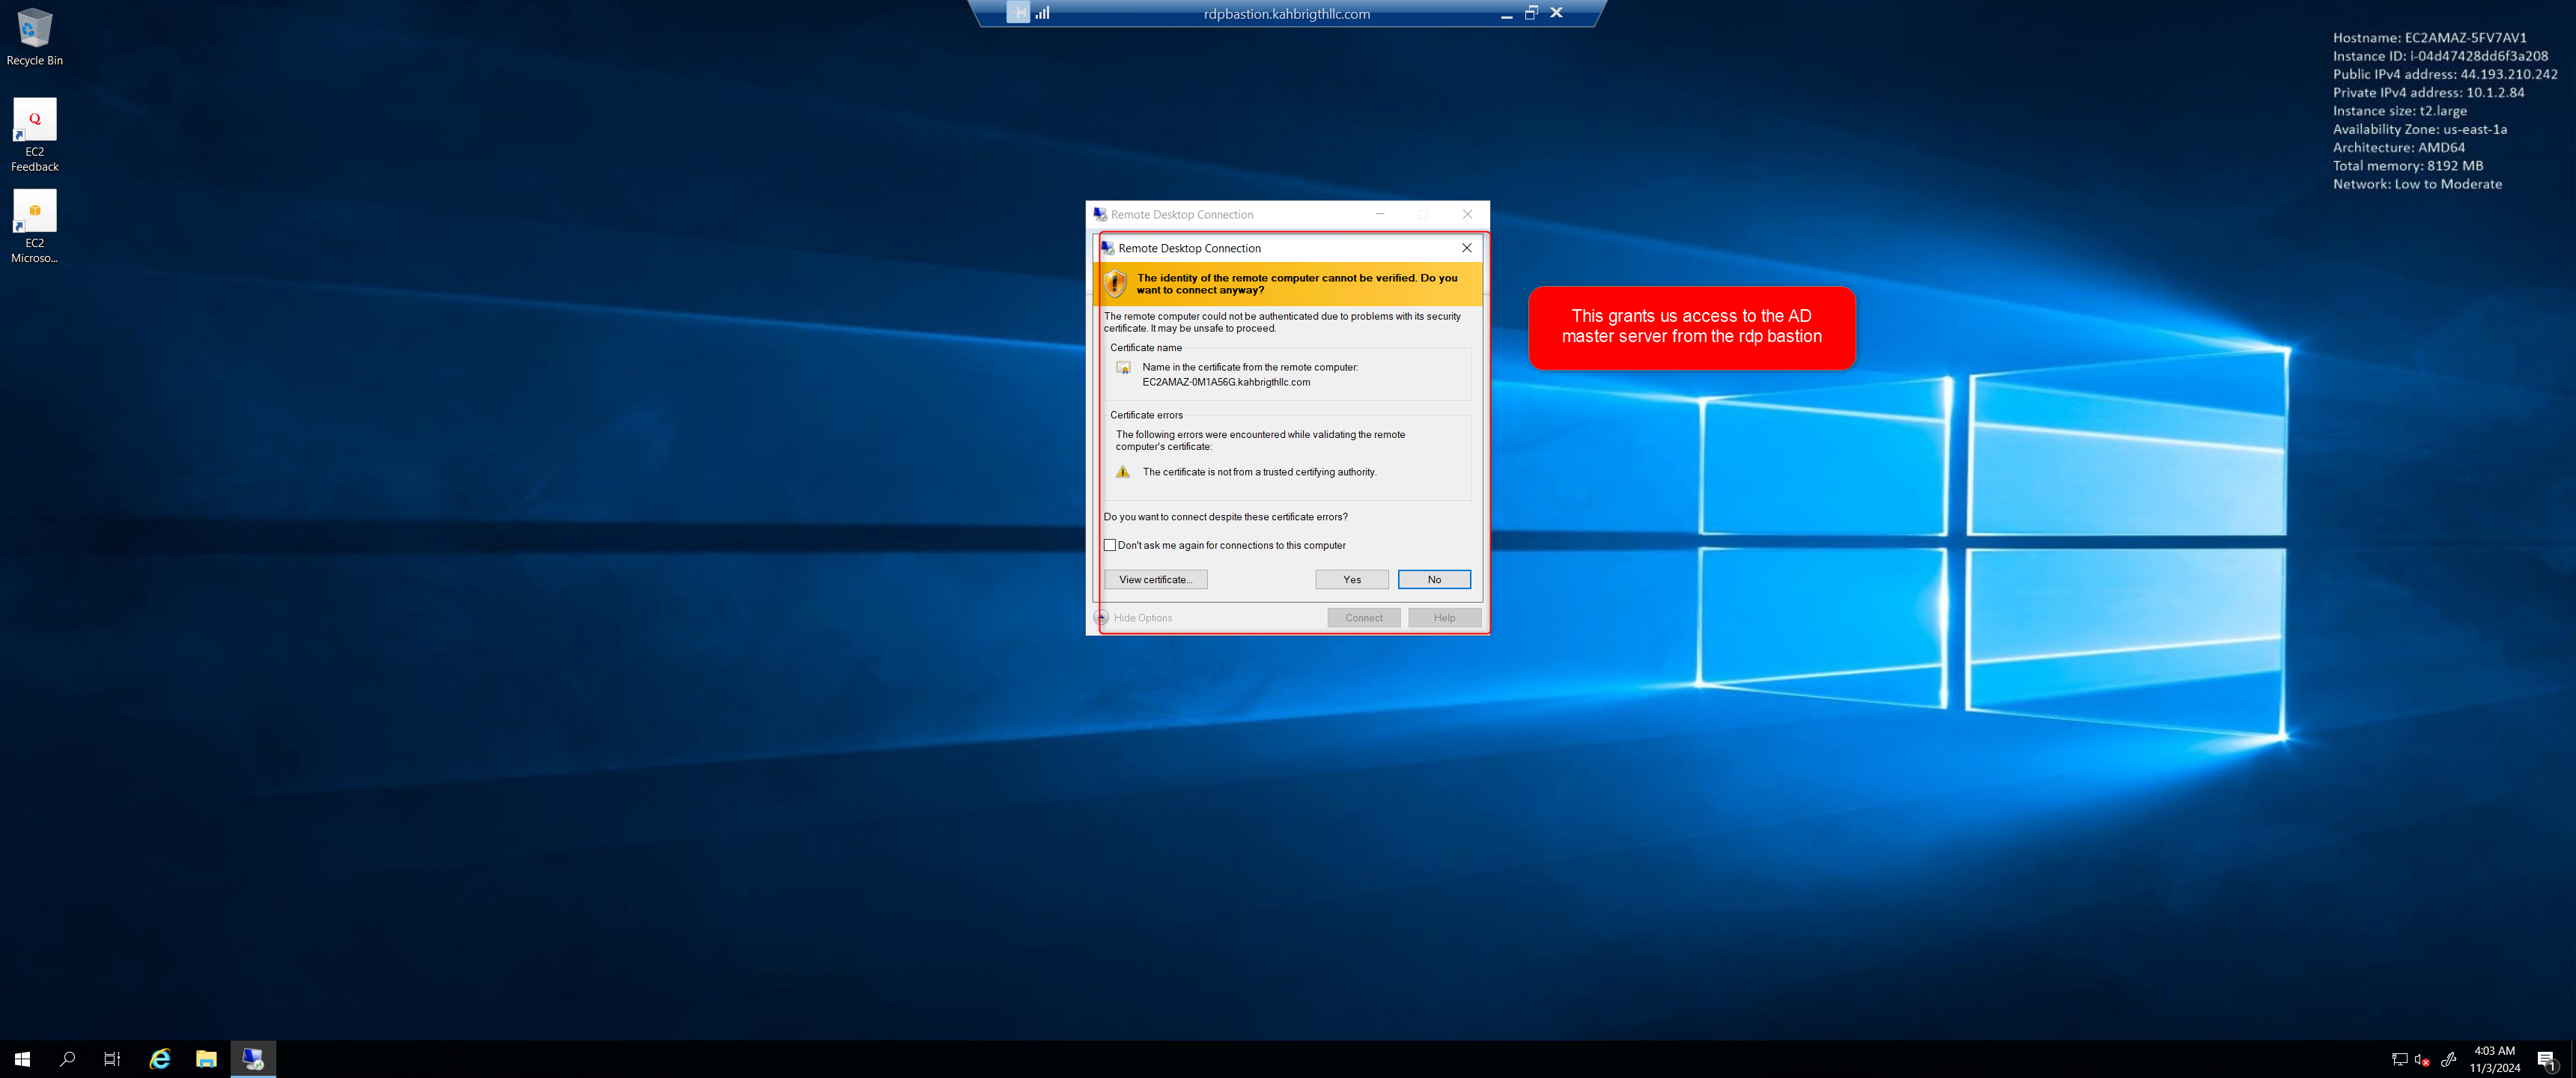 rdpbastion.kahbrigthllc.com
Recycle Bin
EC2
Feedback
EC2
Microso...
Hostname: EC2AMAZ-5FV7AV1
Instance ID: i-04d47428dd6f3a208
Public IPv4 address: 44.193.210.242
Private IPv4 address: 10.1.2.84
Instance size: t2.large
Availability Zone: us-east-1a
Architecture: AMD64
Total memory: 8192 MB
Network: Low to Moderate
Remote Desktop Connection
Remote Desktop Connection
The identity of the remote computer cannot be verified. Do you
want to connect anyway?
The remote computer could not be authenticated due to problems with its security
certificate. It may be unsafe to proceed.
Certificate name
Name in the certificate from the remote computer:
EC2AMAZ-0M1A56G.kahbrigthllc.com
Certificate errors
The following errors were encountered while validating the remote
computer's certificate:
The certificate is not from a trusted certifying authority.
Do you want to connect despite these certificate errors?
Don't ask me again for connections to this computer
View certificate...
Yes
No
Hide Options
Connect
Help
This grants us access to the AD
master server from the rdp bastion
4:03 AM
11/3/2024
1